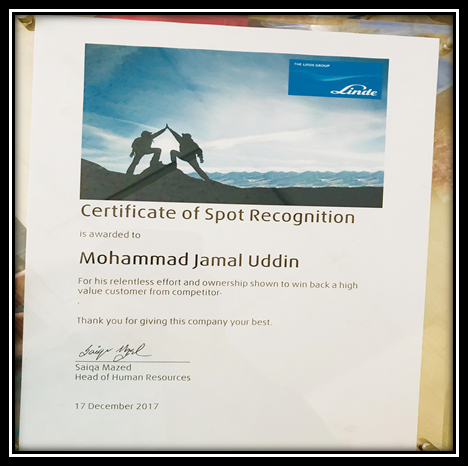 THE LINDE GROUP
Linde
Certificate of Spot Recognition
is awarded to
Mohammad Jamal Uddin
For his relentless effort and ownership shown to win back a high
value customer from competitor.
.
Thank you for giving this company your best.
Saiqa Mazed
Saiqa Mazed
Head of Human Resources
17 December 2017